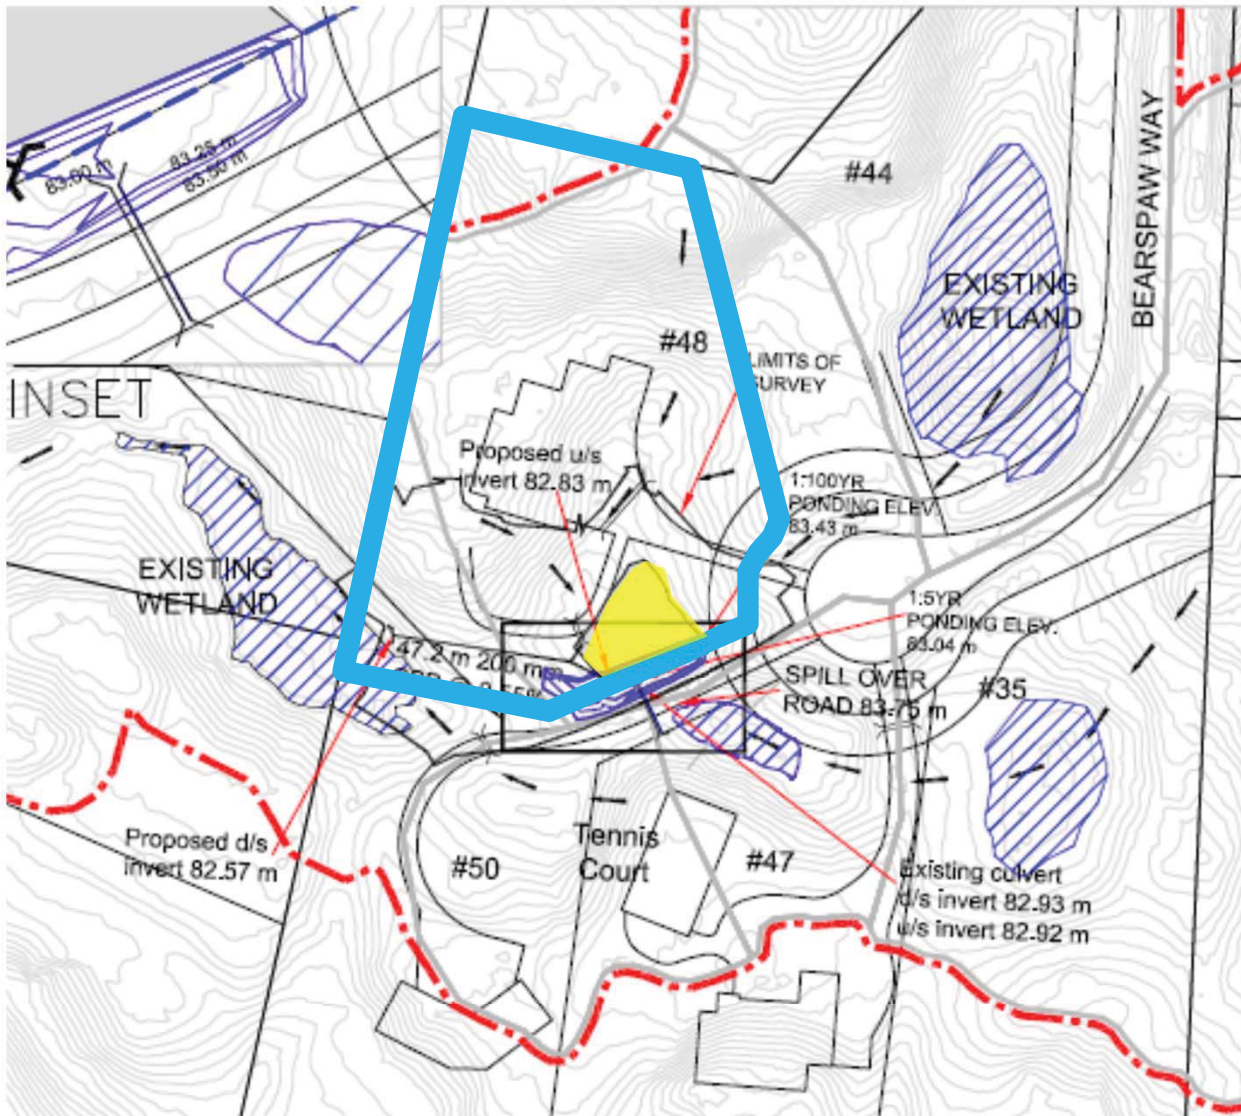 83.00 m
83.25 m
83.50 m
INSET
#44
BEARSPAW WAY
EXISTING
WETLAND
#48
LIMITS OF
SURVEY
Proposed u/s
invert 82.83 m
1:100YR
PONDING ELEV.
83.43 m
EXISTING
WETLAND
1:5YR
PONDING ELEV.
83.04 m
47.2 m 200 mm
SPILL OVER
ROAD 83.75 m
#35
Proposed d/s
invert 82.57 m
#50
Tennis
Court
#47
Existing culvert
d/s invert 82.93 m
u/s invert 82.92 m